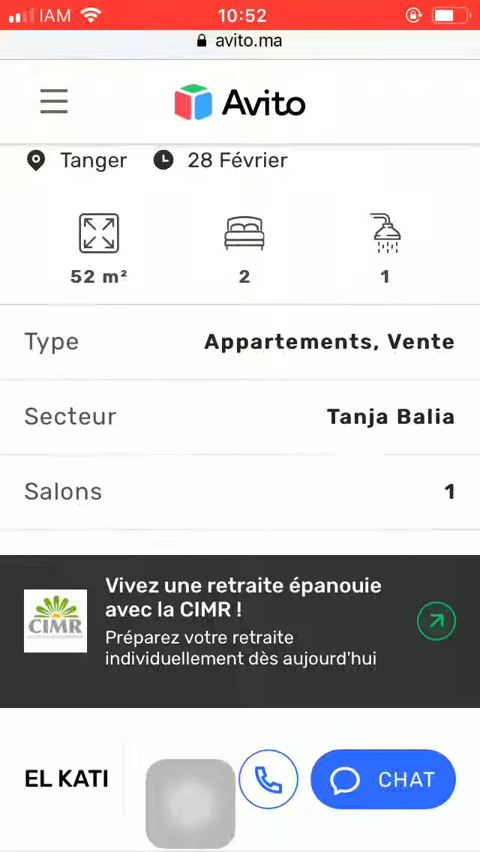 IAM 10:52
avito.ma
Avito
Tanger 28 Février
52 m² 2 1
Type Appartements, Vente
Secteur Tanja Balia
Salons 1
Vivez une retraite épanouie
avec la CIMR !
Préparez votre retraite
individuellement dès aujourd'hui
CIMR
EL KATI CHAT